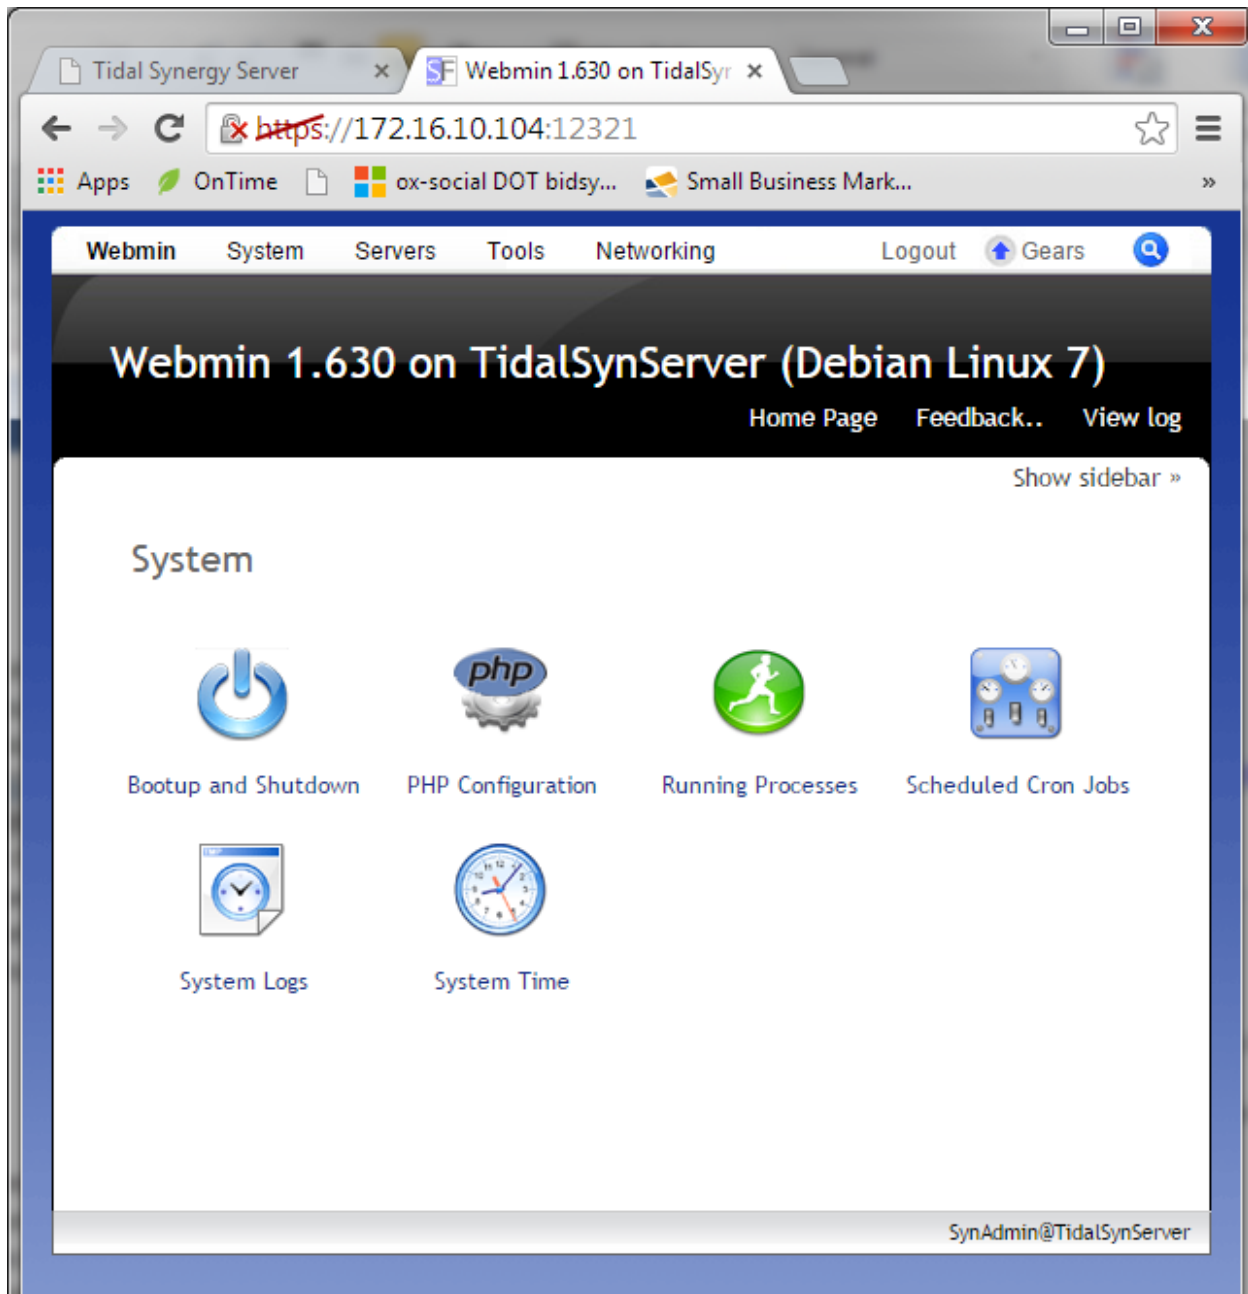 Tidal Synergy Server
SF Webmin 1.630 on TidalSyr
https://172.16.10.104:12321
Apps OnTime ox-social DOT bidsy... Small Business Mark... »
Webmin System Servers Tools Networking Logout Gears
Webmin 1.630 on TidalSynServer (Debian Linux 7)
Home Page Feedback.. View log
Show sidebar »
System
php
Bootup and Shutdown PHP Configuration Running Processes Scheduled Cron Jobs
System Logs System Time
SynAdmin@TidalSynServer